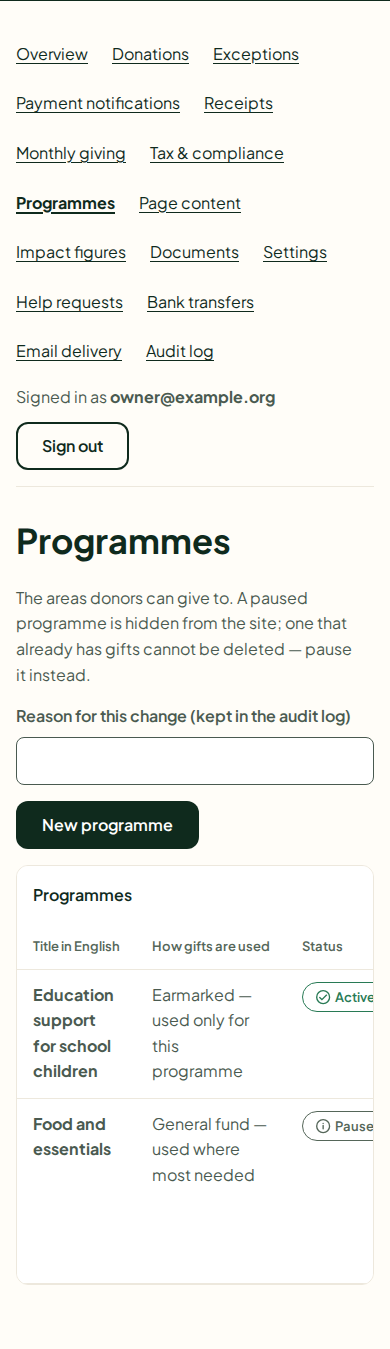 Overview Donations Exceptions
Payment notifications Receipts
Monthly giving Tax & compliance
Programmes Page content
Impact figures Documents Settings
Help requests Bank transfers
Email delivery Audit log
Signed in as owner@example.org
Sign out
Programmes
The areas donors can give to. A paused
programme is hidden from the site; one that
already has gifts cannot be deleted — pause
it instead.
Reason for this change (kept in the audit log)
New programme
Programmes
Title in English How gifts are used Status
Education Earmarked — Active
support used only for
for school this
children programme
Food and General fund — Pause
essentials used where
most needed